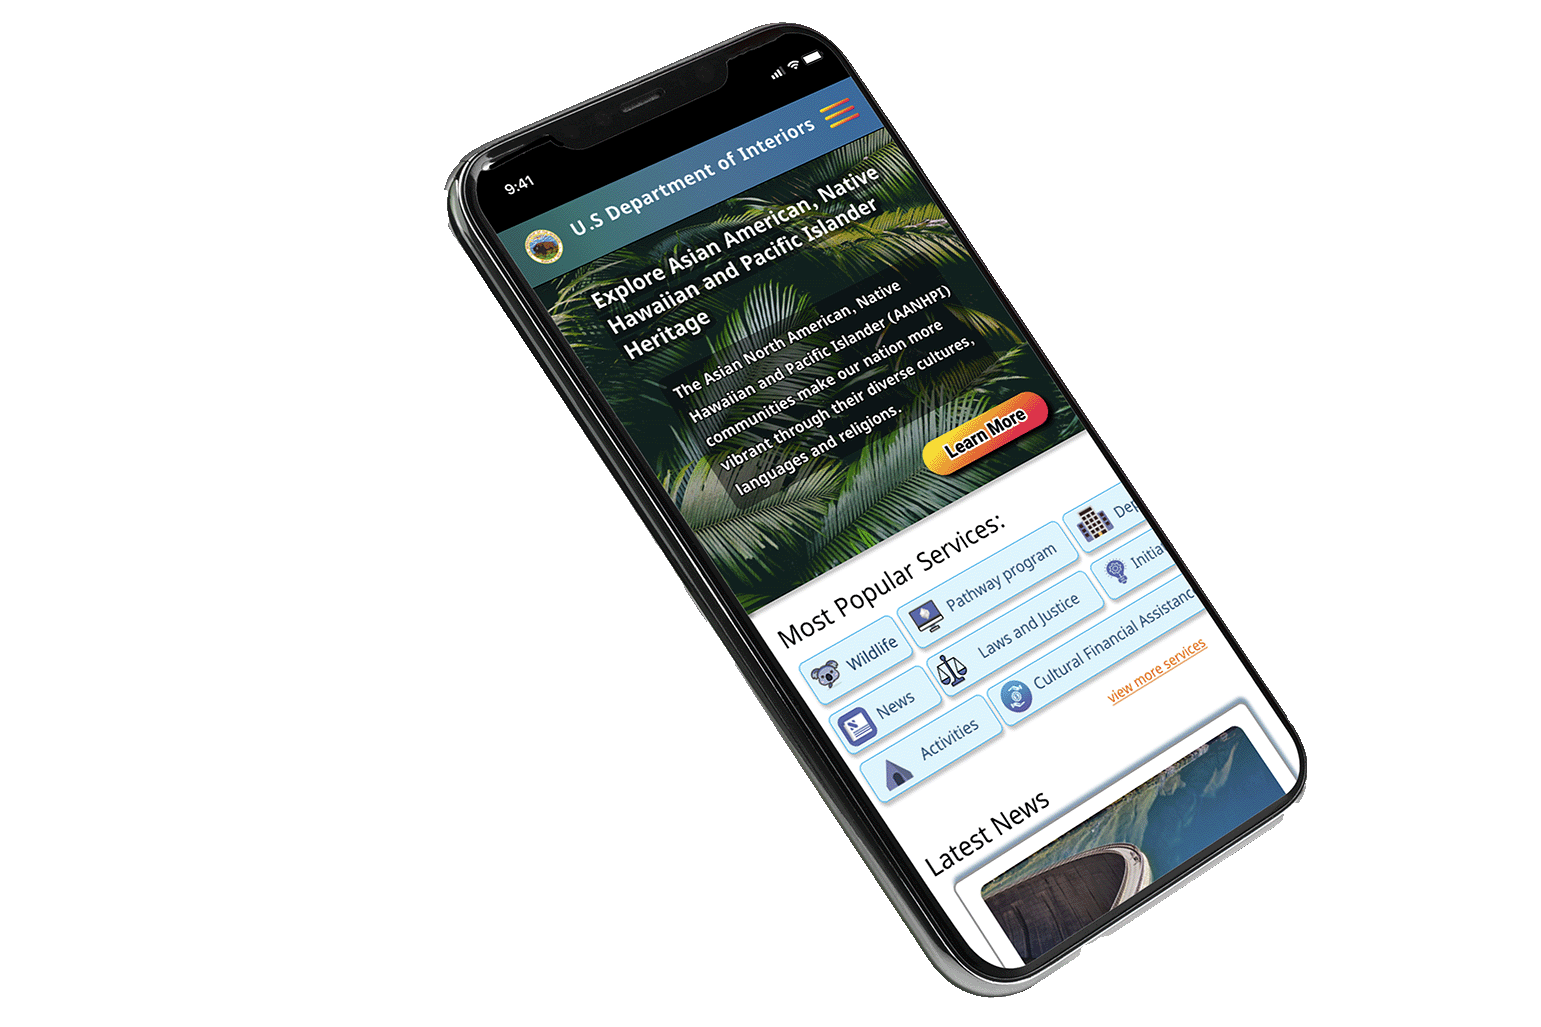 9:41
U.S Department of Interiors
Explore Asian American, Native
Hawaiian and Pacific Islander
Heritage
The Asian North American, Native
Hawaiian and Pacific Islander (AANHPI)
communities make our nation more
vibrant through their diverse cultures,
languages and religions.
Learn More
Most Popular Services:
Wildlife
Pathway program
Dep
News
Laws and Justice
Initia
Activities
Cultural Financial Assistanc
view more services
Latest News